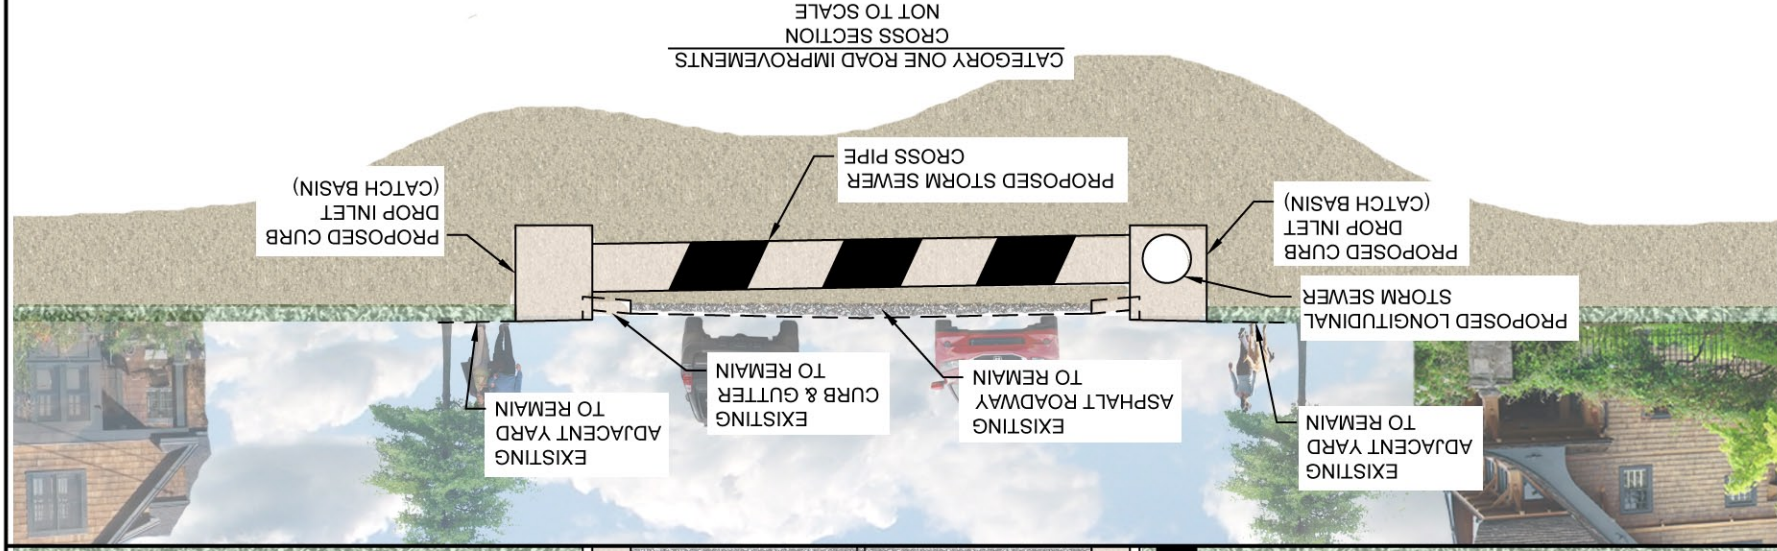 EXISTING
ADJACENT YARD
TO REMAIN
EXISTING
ASPHALT ROADWAY
TO REMAIN
EXISTING
CURB & GUTTER
TO REMAIN
EXISTING
ADJACENT YARD
TO REMAIN
PROPOSED LONGITUDINAL
STORM SEWER
PROPOSED CURB
DROP INLET
(CATCH BASIN)
PROPOSED STORM SEWER
CROSS PIPE
PROPOSED CURB
DROP INLET
(CATCH BASIN)
CATEGORY ONE ROAD IMPROVEMENTS
CROSS SECTION
NOT TO SCALE